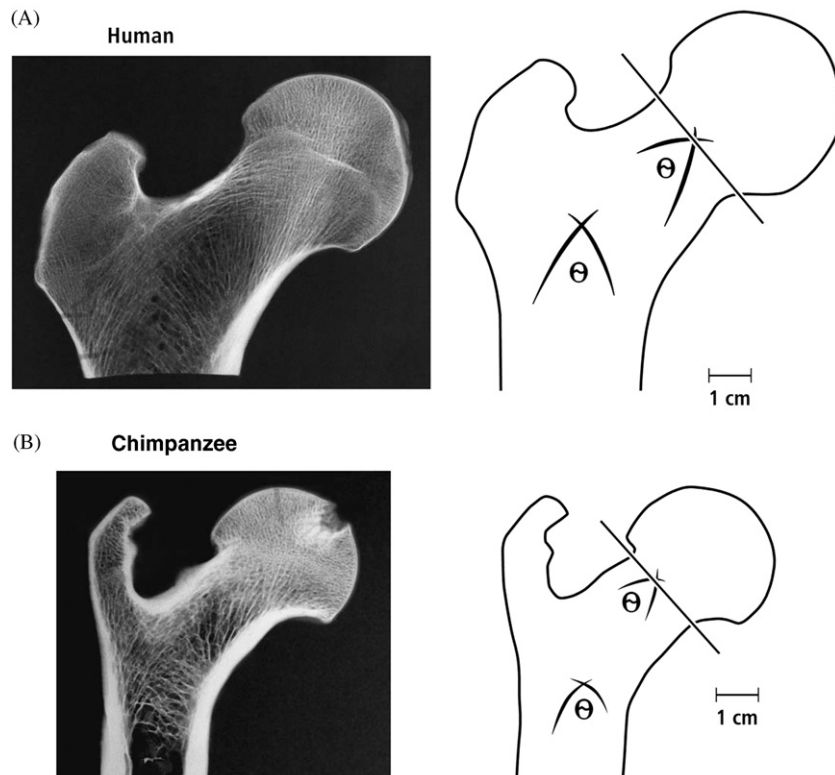 (A)
Human
Θ
Θ
1 cm
(B)
Chimpanzee
Θ
Θ
1 cm